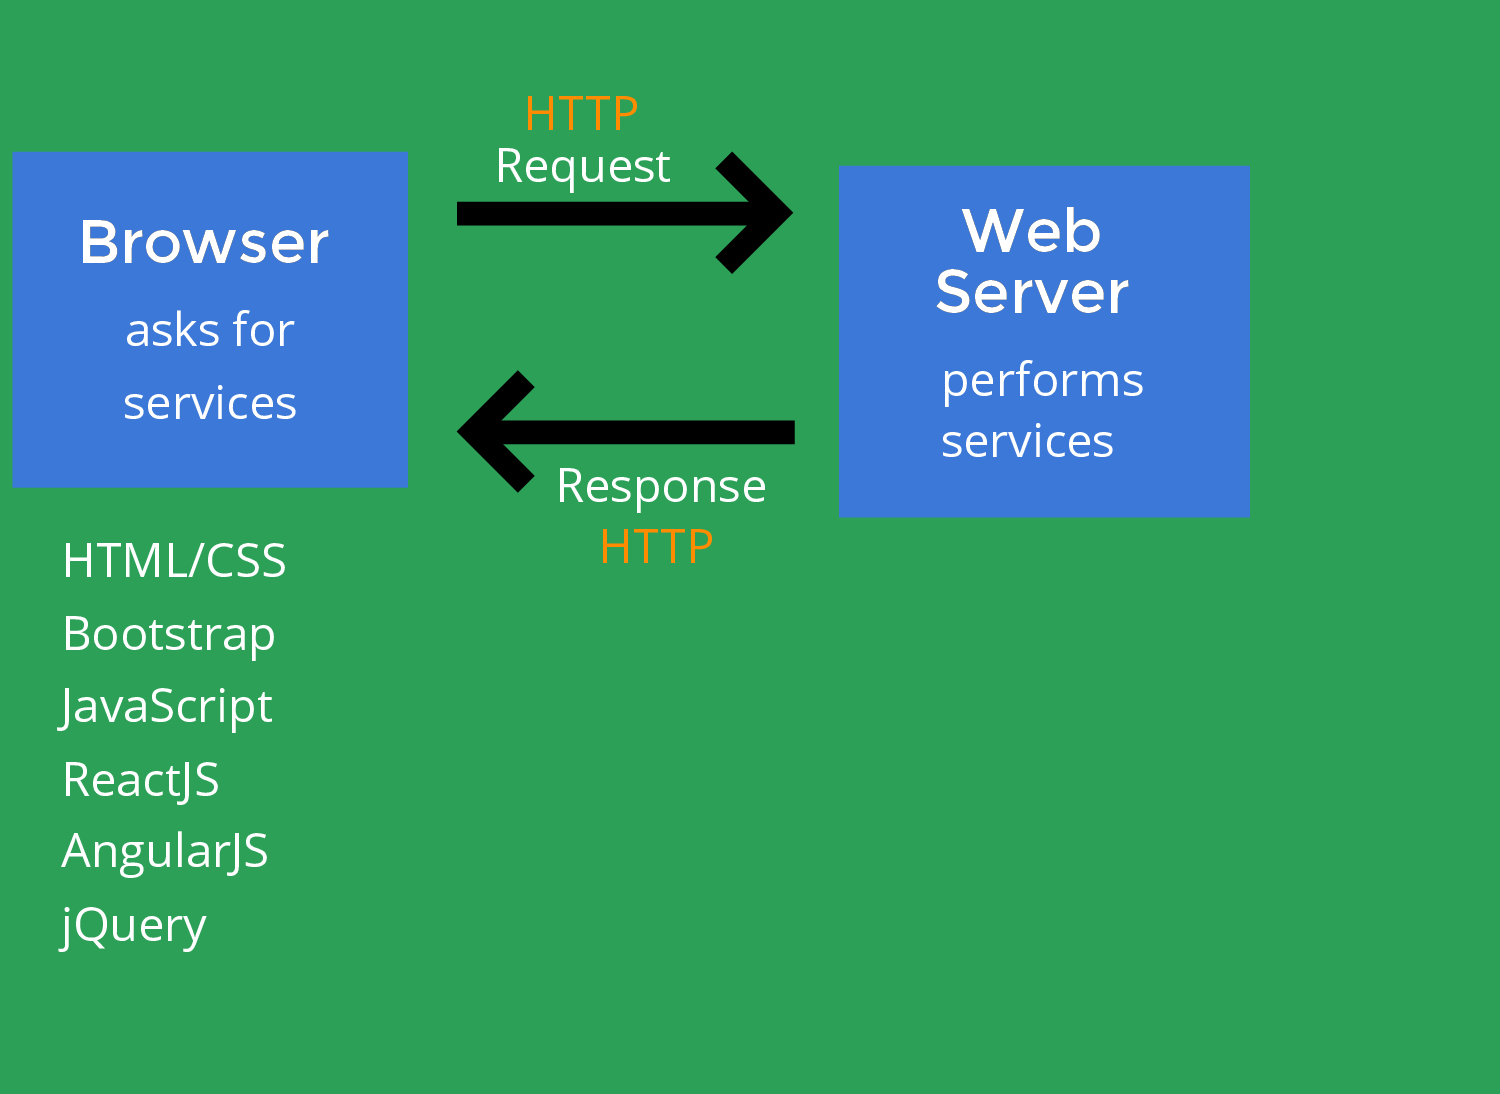 HTTP
Request
Browser
asks for
services
Web
Server
performs
services
Response
HTTP
HTML/CSS
Bootstrap
JavaScript
ReactJS
AngularJS
jQuery